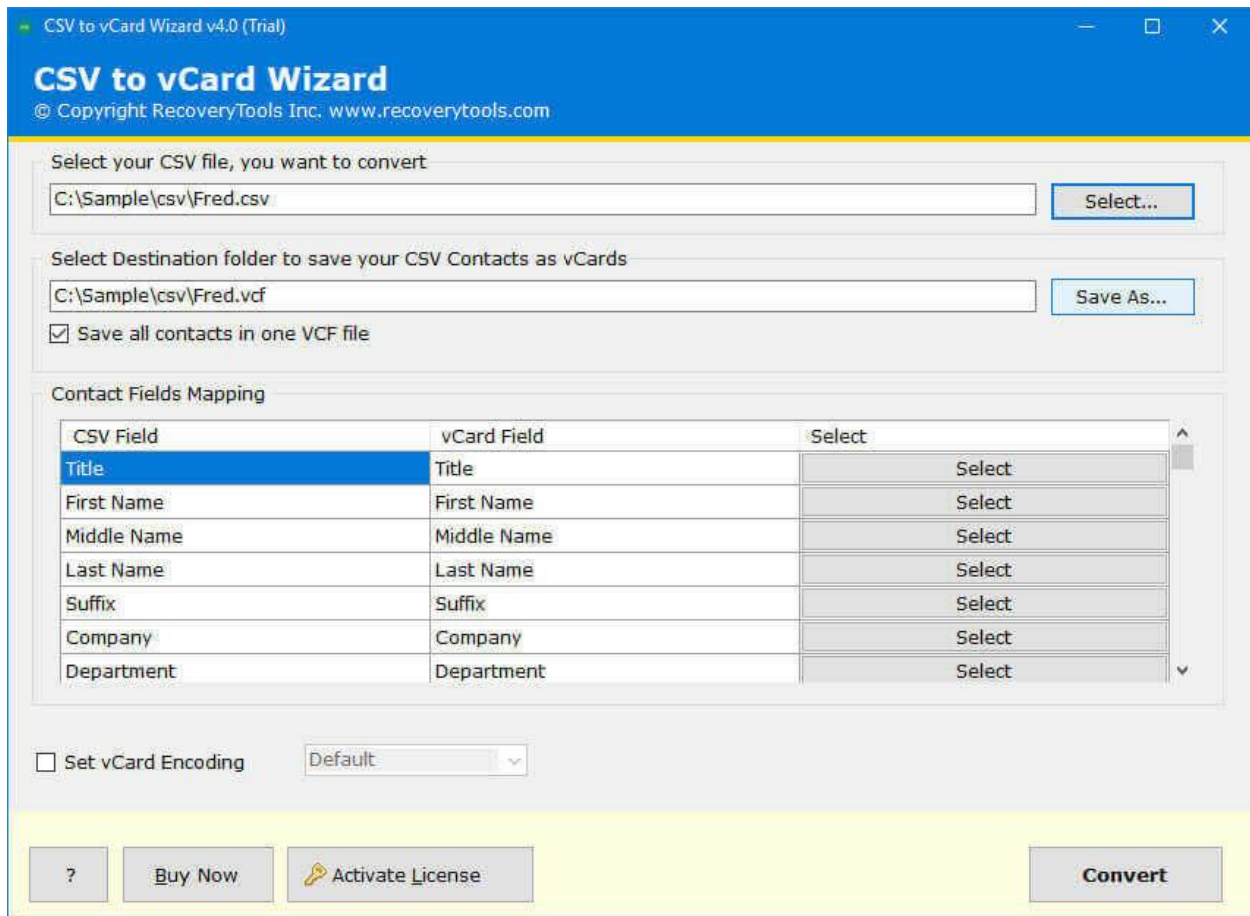 CSV to vCard Wizard v4.0 (Trial)
CSV to vCard Wizard
© Copyright RecoveryTools Inc. www.recoverytools.com
Select your CSV file, you want to convert
C:\Sample\csv\Fred.csv
Select...
Select Destination folder to save your CSV Contacts as vCards
C:\Sample\csv\Fred.vcf
Save As...
Save all contacts in one VCF file
Contact Fields Mapping
CSV Field vCard Field Select
Title Title Select
First Name First Name Select
Middle Name Middle Name Select
Last Name Last Name Select
Suffix Suffix Select
Company Company Select
Department Department Select
Set vCard Encoding Default
? Buy Now Activate License Convert